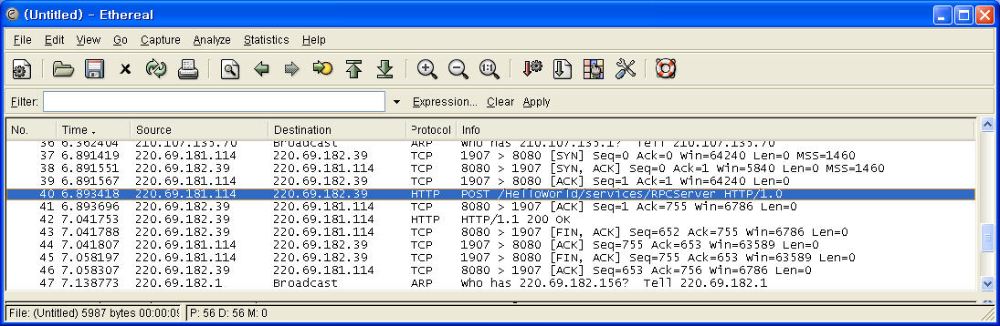 (Untitled) - Ethereal
File Edit View Go Capture Analyze Statistics Help
Filter: Expression... Clear Apply
No. Time Source Destination Protocol Info
36 6.362404 210.107.135.70 Broadcast ARP Who has 210.107.135.1? Tell 210.107.135.70
37 6.891419 220.69.181.114 220.69.182.39 TCP 1907 > 8080 [SYN] Seq=0 Ack=0 Win=64240 Len=0 MSS=1460
38 6.891551 220.69.182.39 220.69.181.114 TCP 8080 > 1907 [SYN, ACK] Seq=0 Ack=1 Win=5840 Len=0 MSS=1460
39 6.891567 220.69.181.114 220.69.182.39 TCP 1907 > 8080 [ACK] Seq=1 Ack=1 Win=64240 Len=0
40 6.893418 220.69.181.114 220.69.182.39 HTTP POST /HelloWorld/services/RPCServer HTTP/1.0
41 6.893696 220.69.182.39 220.69.181.114 TCP 8080 > 1907 [ACK] Seq=1 Ack=755 Win=6786 Len=0
42 7.041753 220.69.182.39 220.69.181.114 HTTP HTTP/1.1 200 OK
43 7.041788 220.69.182.39 220.69.181.114 TCP 8080 > 1907 [FIN, ACK] Seq=652 Ack=755 Win=6786 Len=0
44 7.041807 220.69.181.114 220.69.182.39 TCP 1907 > 8080 [ACK] Seq=755 Ack=653 Win=63589 Len=0
45 7.058197 220.69.181.114 220.69.182.39 TCP 1907 > 8080 [FIN, ACK] Seq=755 Ack=653 Win=63589 Len=0
46 7.058307 220.69.182.39 220.69.181.114 TCP 8080 > 1907 [ACK] Seq=653 Ack=756 Win=6786 Len=0
47 7.138773 220.69.182.1 Broadcast ARP Who has 220.69.182.156? Tell 220.69.182.1
File: (Untitled) 5987 bytes 00:00:09 P: 56 D: 56 M: 0